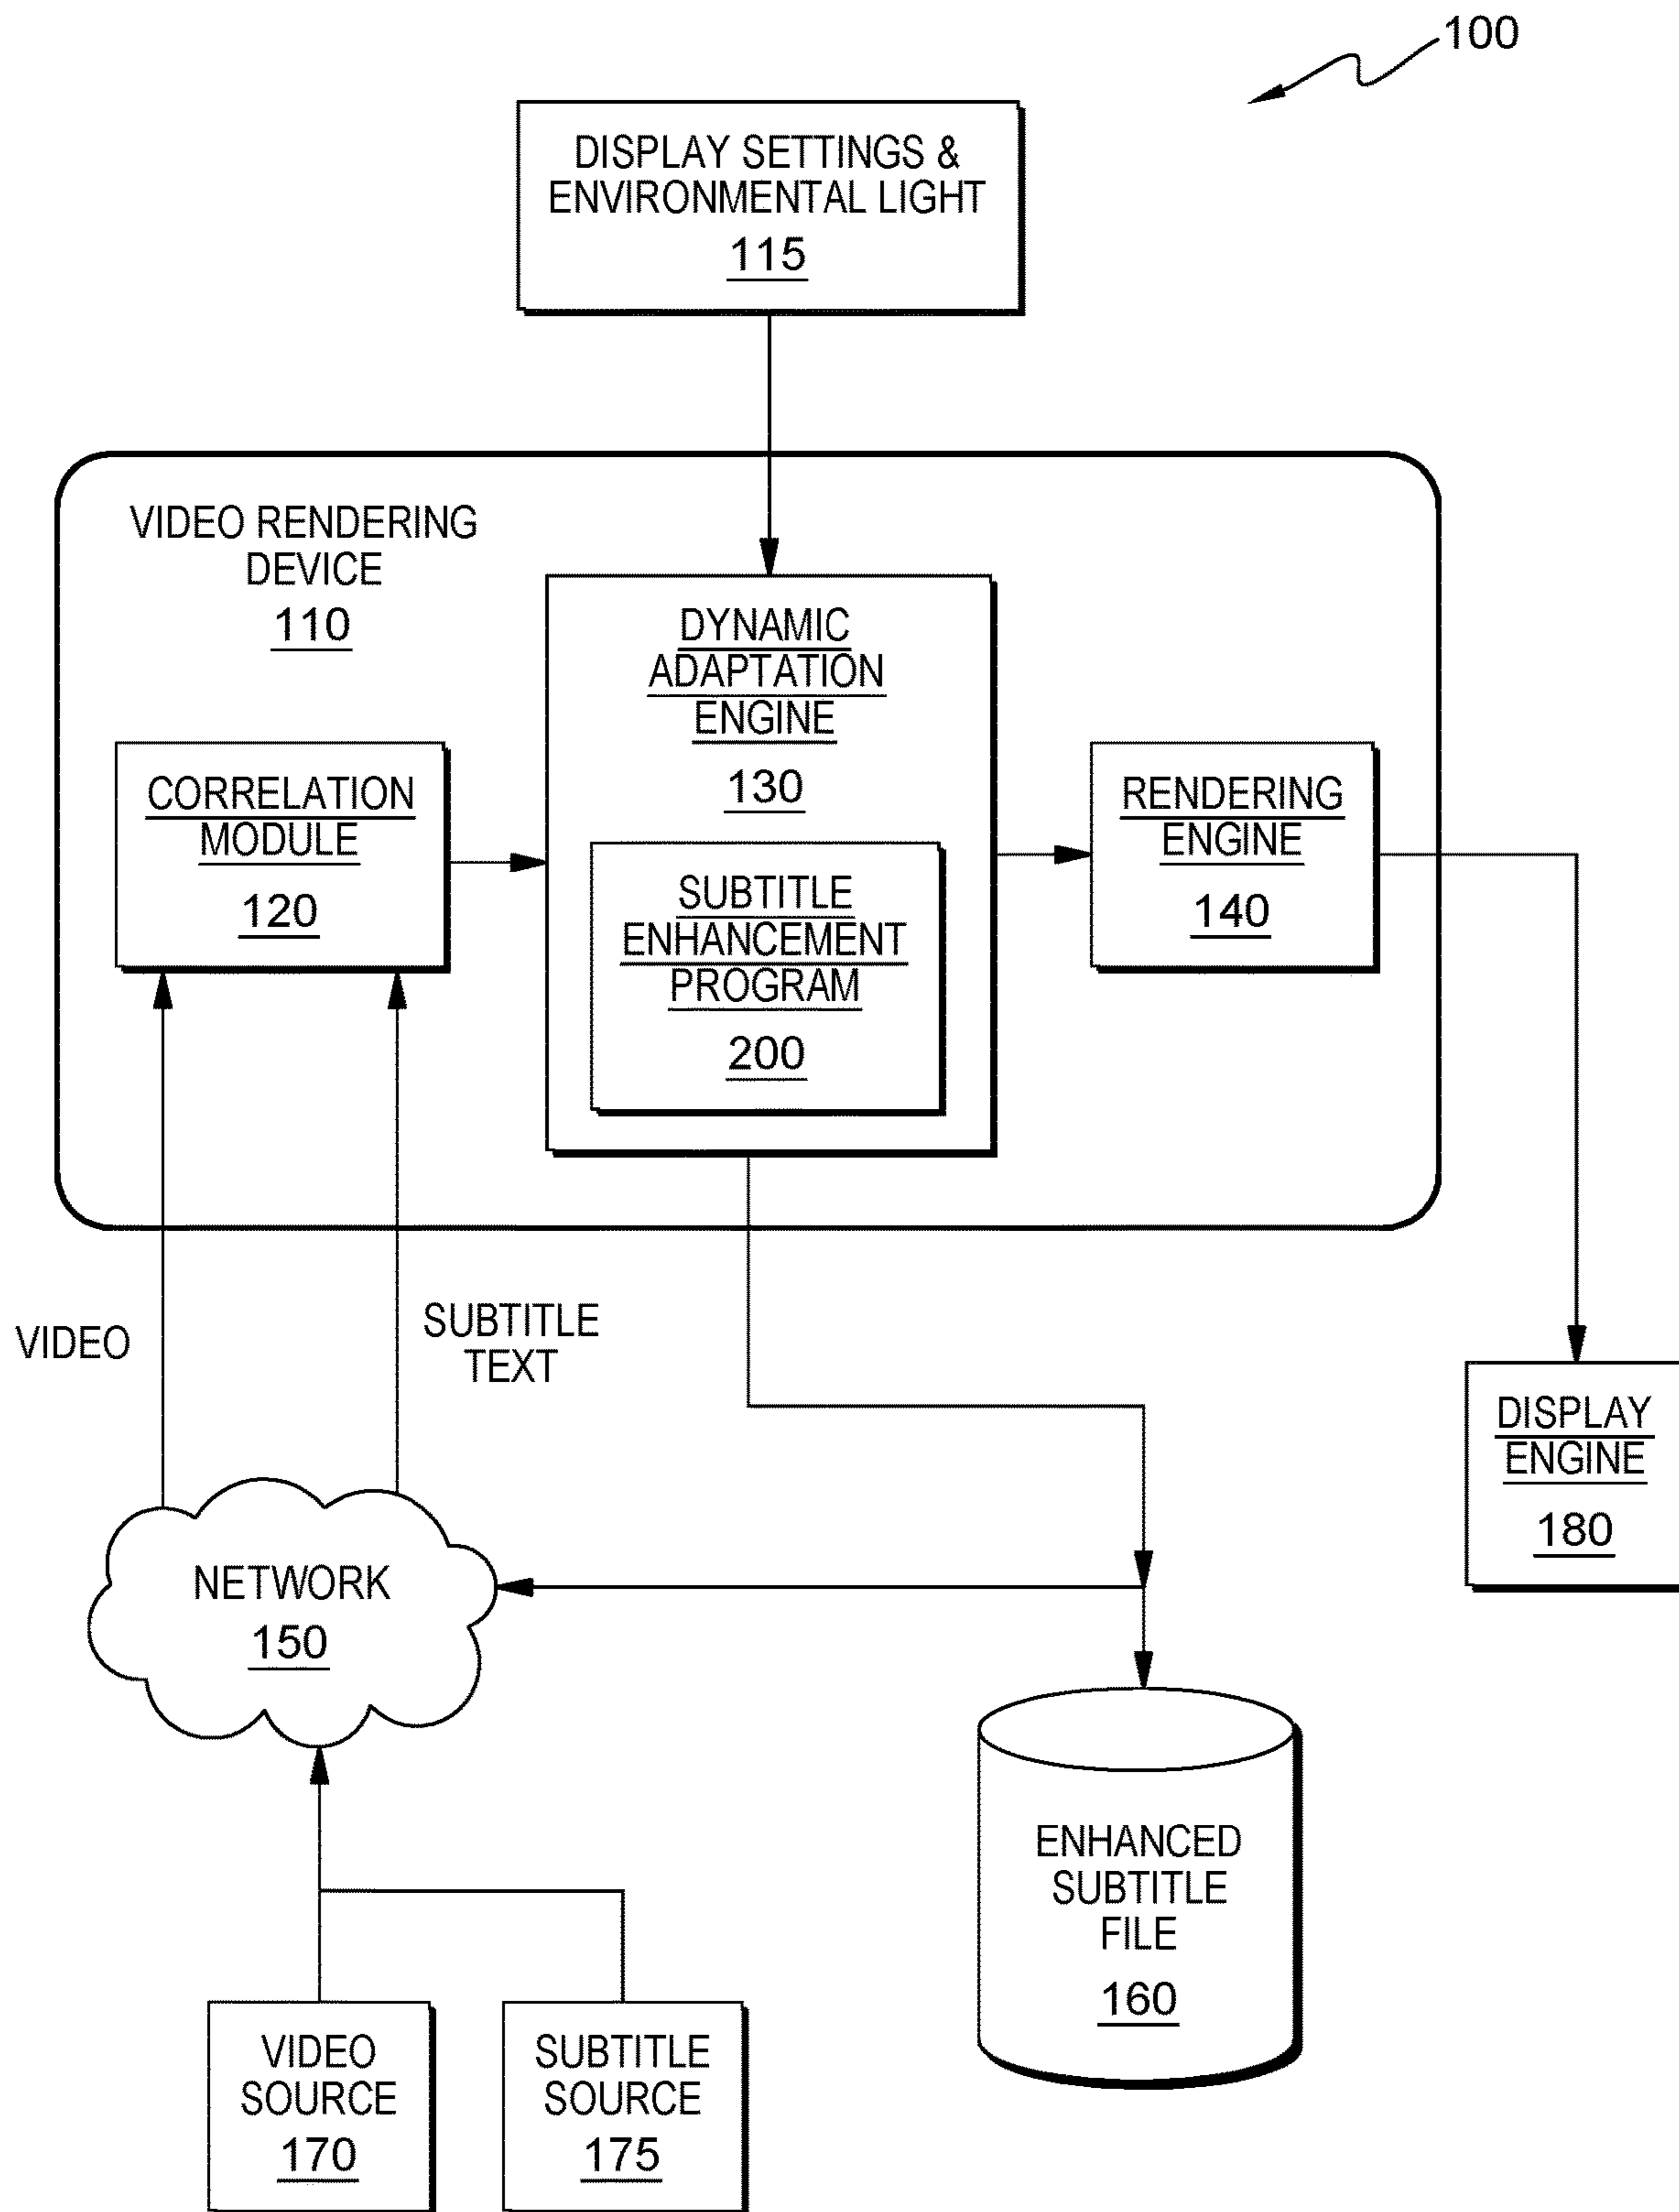 100
DISPLAY SETTINGS &
ENVIRONMENTAL LIGHT
115
VIDEO RENDERING
DEVICE
110
DYNAMIC
ADAPTATION
ENGINE
130
CORRELATION
MODULE
120
SUBTITLE
ENHANCEMENT
PROGRAM
200
RENDERING
ENGINE
140
VIDEO
SUBTITLE
TEXT
DISPLAY
ENGINE
180
NETWORK
150
ENHANCED
SUBTITLE
FILE
160
VIDEO
SOURCE
170
SUBTITLE
SOURCE
175